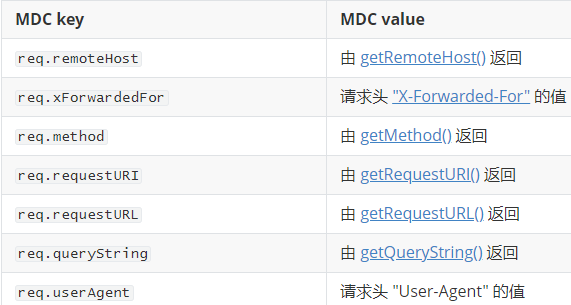 MDC key MDC value
req.remoteHost 由 getRemoteHost() 返回
req.xForwardedFor 请求头 "X-Forwarded-For" 的值
req.method 由 getMethod() 返回
req.requestURI 由 getRequestURI() 返回
req.requestURL 由 getRequestURL() 返回
req.queryString 由 getQueryString() 返回
req.userAgent 请求头 "User-Agent" 的值